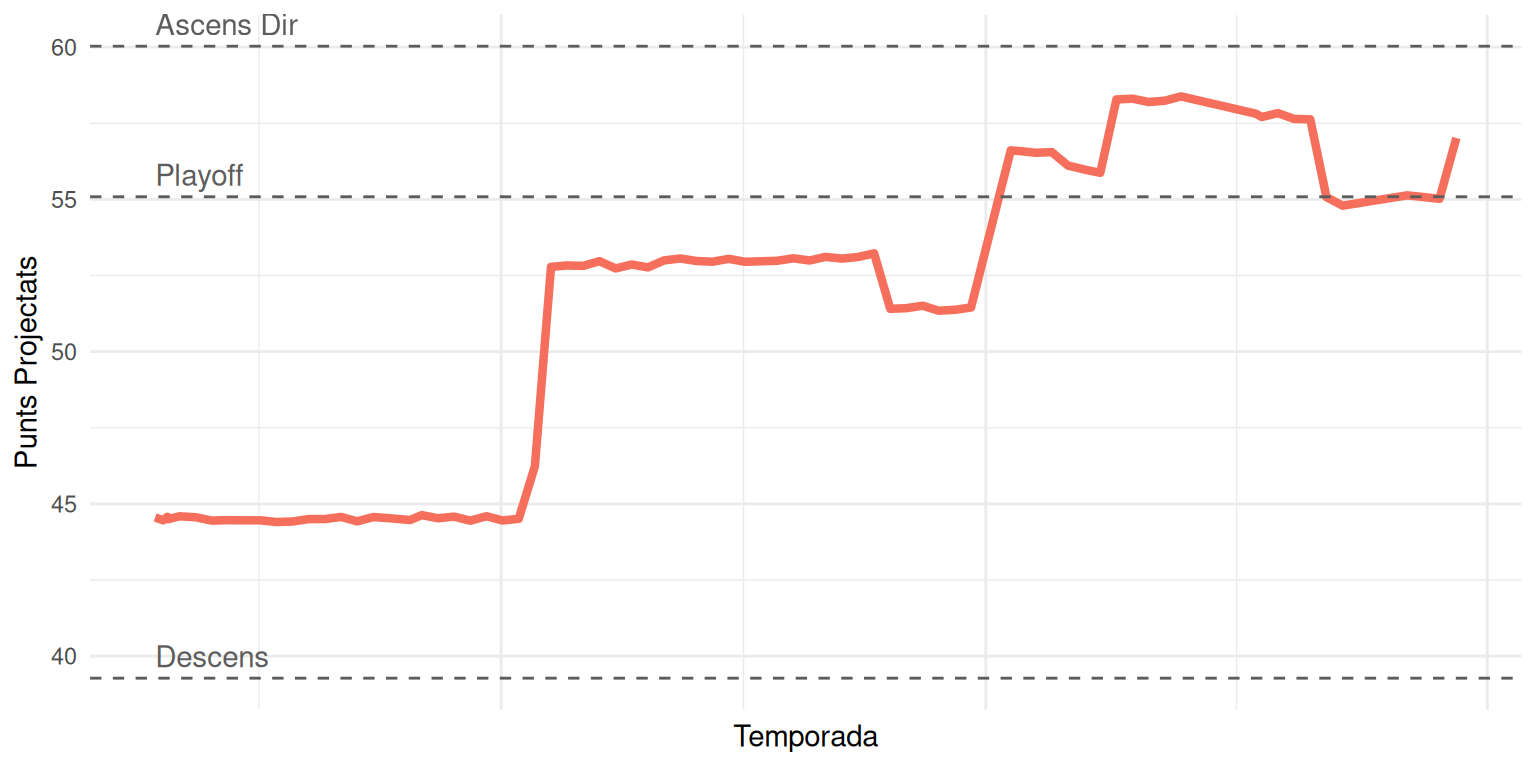 Ascens Dir
60
Playoff
55
50
45
Descens
40
Punts Projectats
Temporada